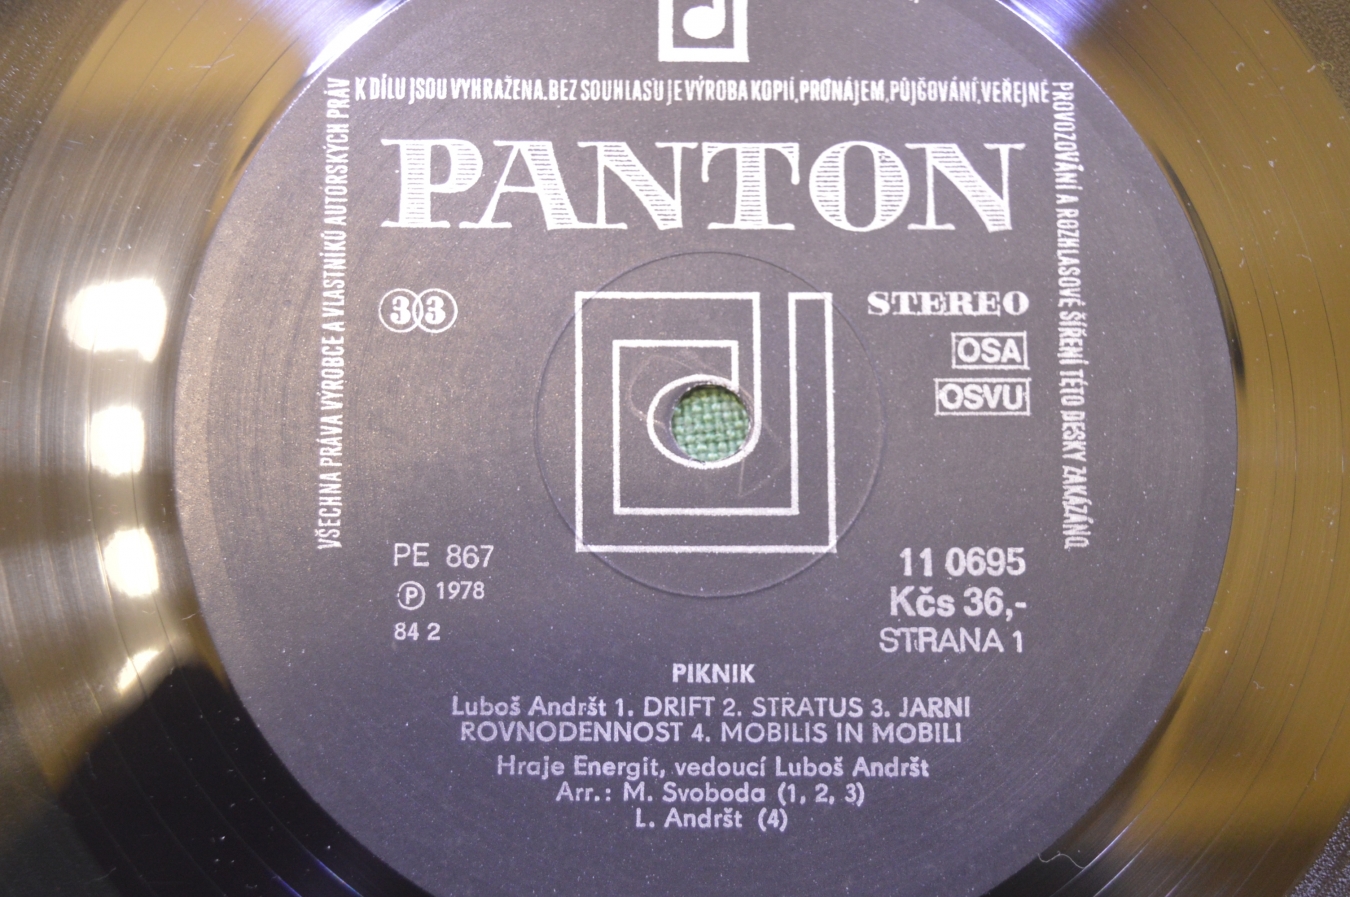 VŠECHNA PRÁVA VÝROBCE A VLASTNÍKŮ AUTORSKÝCH PRÁV
K DÍLU JSOU VYHRAŽENA. BEZ SOUHLASU JE VÝROBA KOPIÍ, PRONÁJEM, PŮJČOVÁNÍ, VEŘEJNÉ
PROVOZOVÁNÍ A ROZHLASOVÉ ŠÍŘENÍ TÉTO DESKY ZAKÁZÁNO
PANTON
33
STEREO
OSA
OSVU
PE 867
℗ 1978
84 2
11 0695
Kčs 36,-
STRANA 1
PIKNIK
Luboš Andršt 1. DRIFT 2. STRATUS 3. JARNI
ROVNODENNOST 4. MOBILIS IN MOBILI
Hraje Energit, vedoucí Luboš Andršt
Arr.: M. Svoboda (1, 2, 3)
L. Andršt (4)